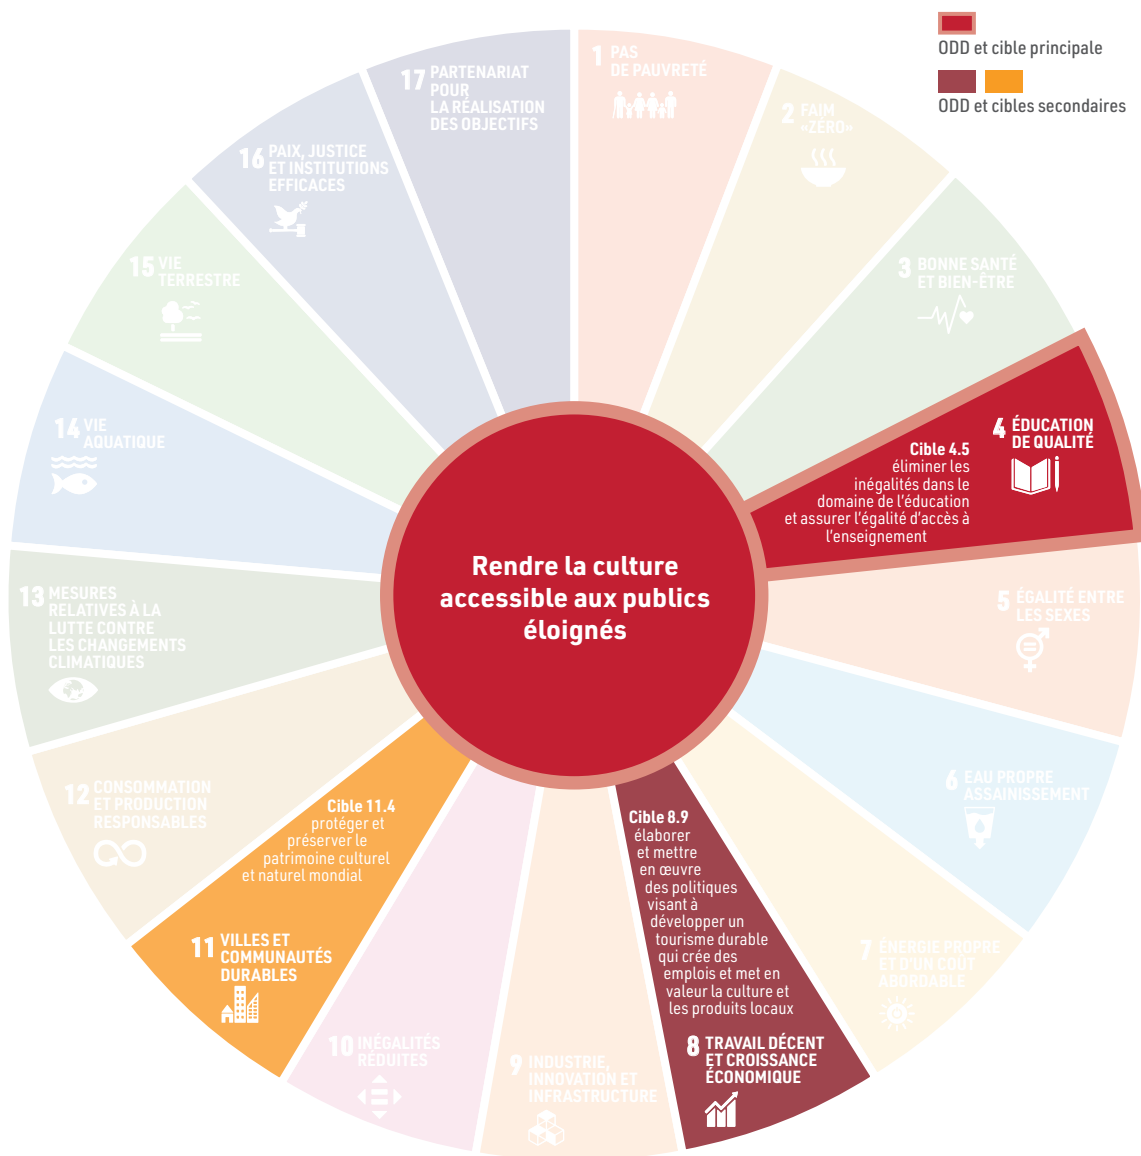 ODD et cible principale
ODD et cibles secondaires
1 PAS
DE PAUVRETÉ
2 FAIM
«ZÉRO»
3 BONNE SANTÉ
ET BIEN-ÊTRE
4 ÉDUCATION
DE QUALITÉ
Cible 4.5
éliminer les
inégalités dans le
domaine de l'éducation
et assurer l'égalité d'accès à
l'enseignement
5 ÉGALITÉ ENTRE
LES SEXES
6 EAU PROPRE
ASSAINISSEMENT
7 ÉNERGIE PROPRE
ET D'UN COÛT
ABORDABLE
Cible 8.9
élaborer
et mettre
en œuvre
des politiques
visant à
développer un
tourisme durable
qui crée des
emplois et met en
valeur la culture et
les produits locaux
8 TRAVAIL DÉCENT
ET CROISSANCE
ÉCONOMIQUE
9 INDUSTRIE,
INNOVATION ET
INFRASTRUCTURE
10 INÉGALITÉS
RÉDUITES
Cible 11.4
protéger et
préserver le
patrimoine culturel
et naturel mondial
11 VILLES ET
COMMUNAUTÉS
DURABLES
12 CONSOMMATION
ET PRODUCTION
RESPONSABLES
13 MESURES
RELATIVES À LA
LUTTE CONTRE
LES CHANGEMENTS
CLIMATIQUES
14 VIE
AQUATIQUE
15 VIE
TERRESTRE
16 PAIX, JUSTICE
ET INSTITUTIONS
EFFICACES
17 PARTENARIAT
POUR
LA RÉALISATION
DES OBJECTIFS
Rendre la culture
accessible aux publics
éloignés